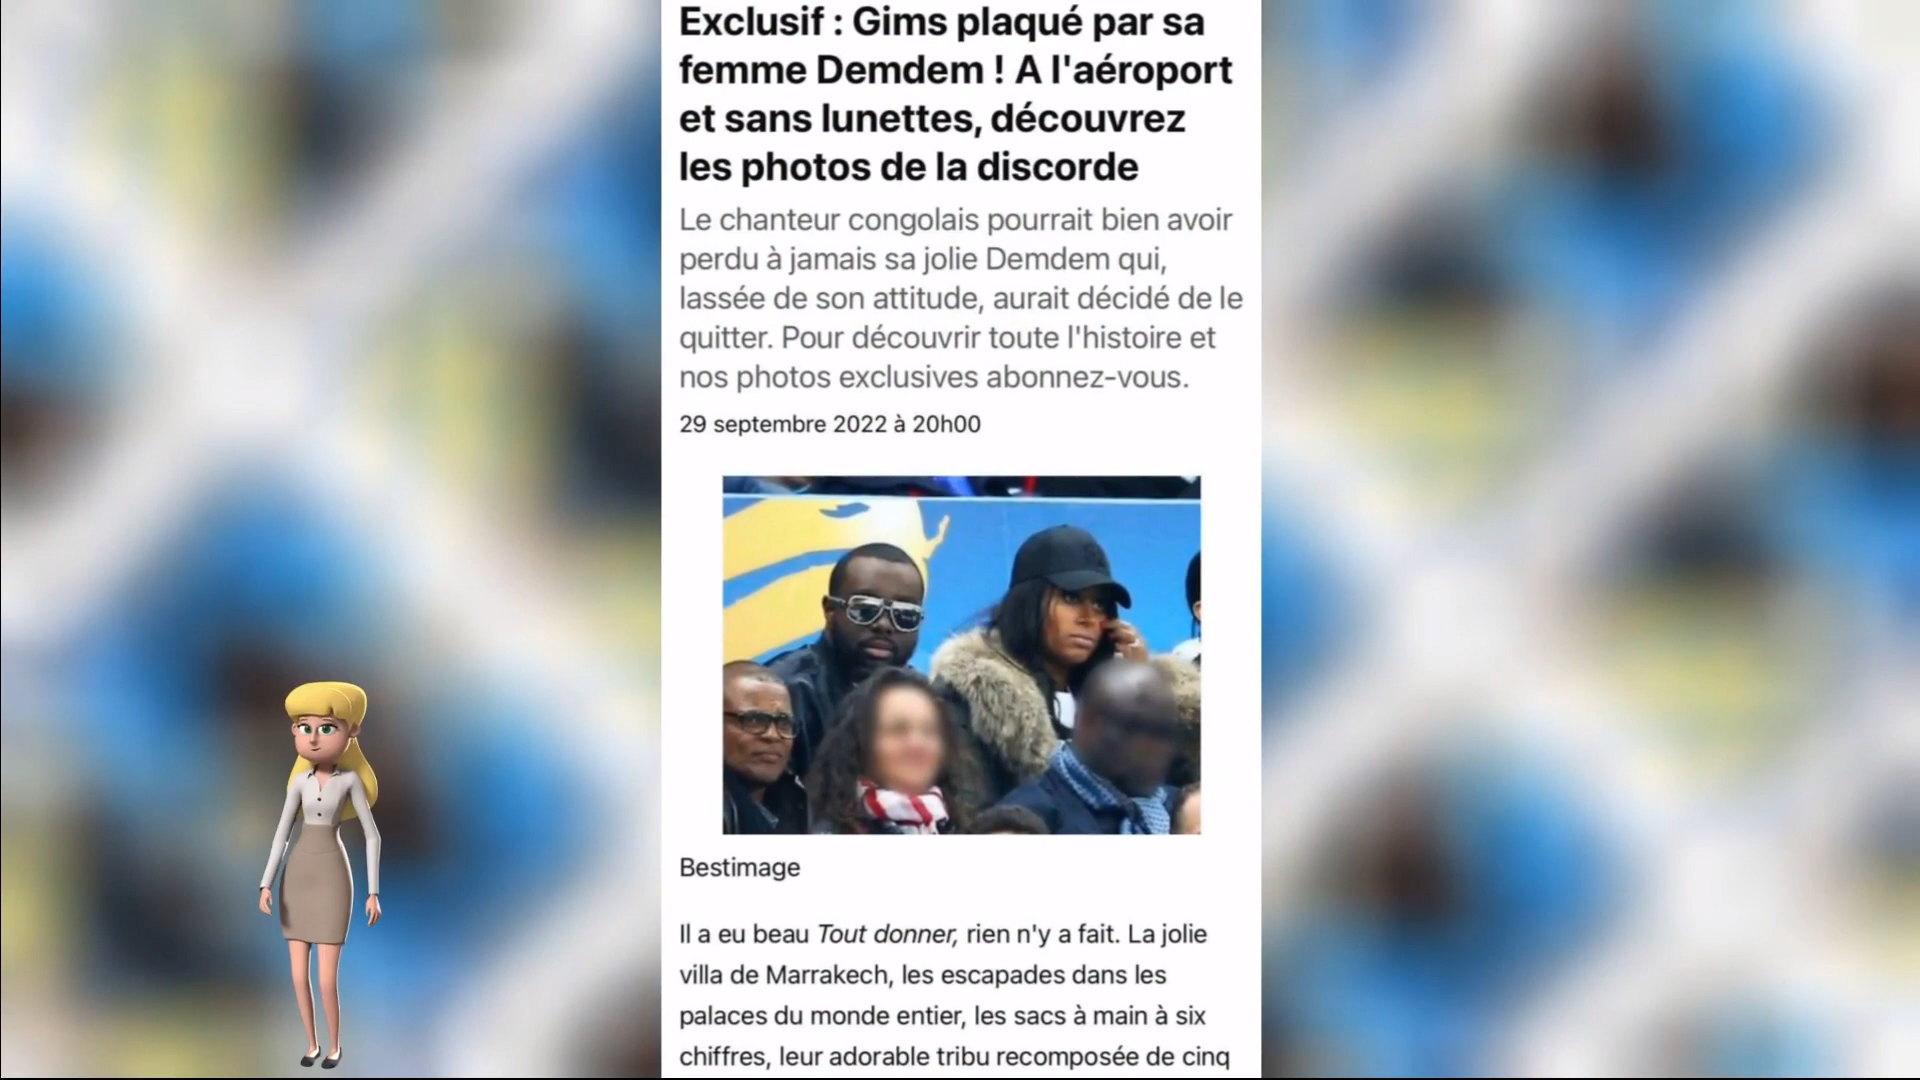 Exclusif : Gims plaqué par sa
femme Demdem ! A l'aéroport
et sans lunettes, découvrez
les photos de la discorde
Le chanteur congolais pourrait bien avoir
perdu à jamais sa jolie Demdem qui,
lassée de son attitude, aurait décidé de le
quitter. Pour découvrir toute l'histoire et
nos photos exclusives abonnez-vous.
29 septembre 2022 à 20h00
Bestimage
Il a eu beau Tout donner, rien n'y a fait. La jolie
villa de Marrakech, les escapades dans les
palaces du monde entier, les sacs à main à six
chiffres, leur adorable tribu recomposée de cinq